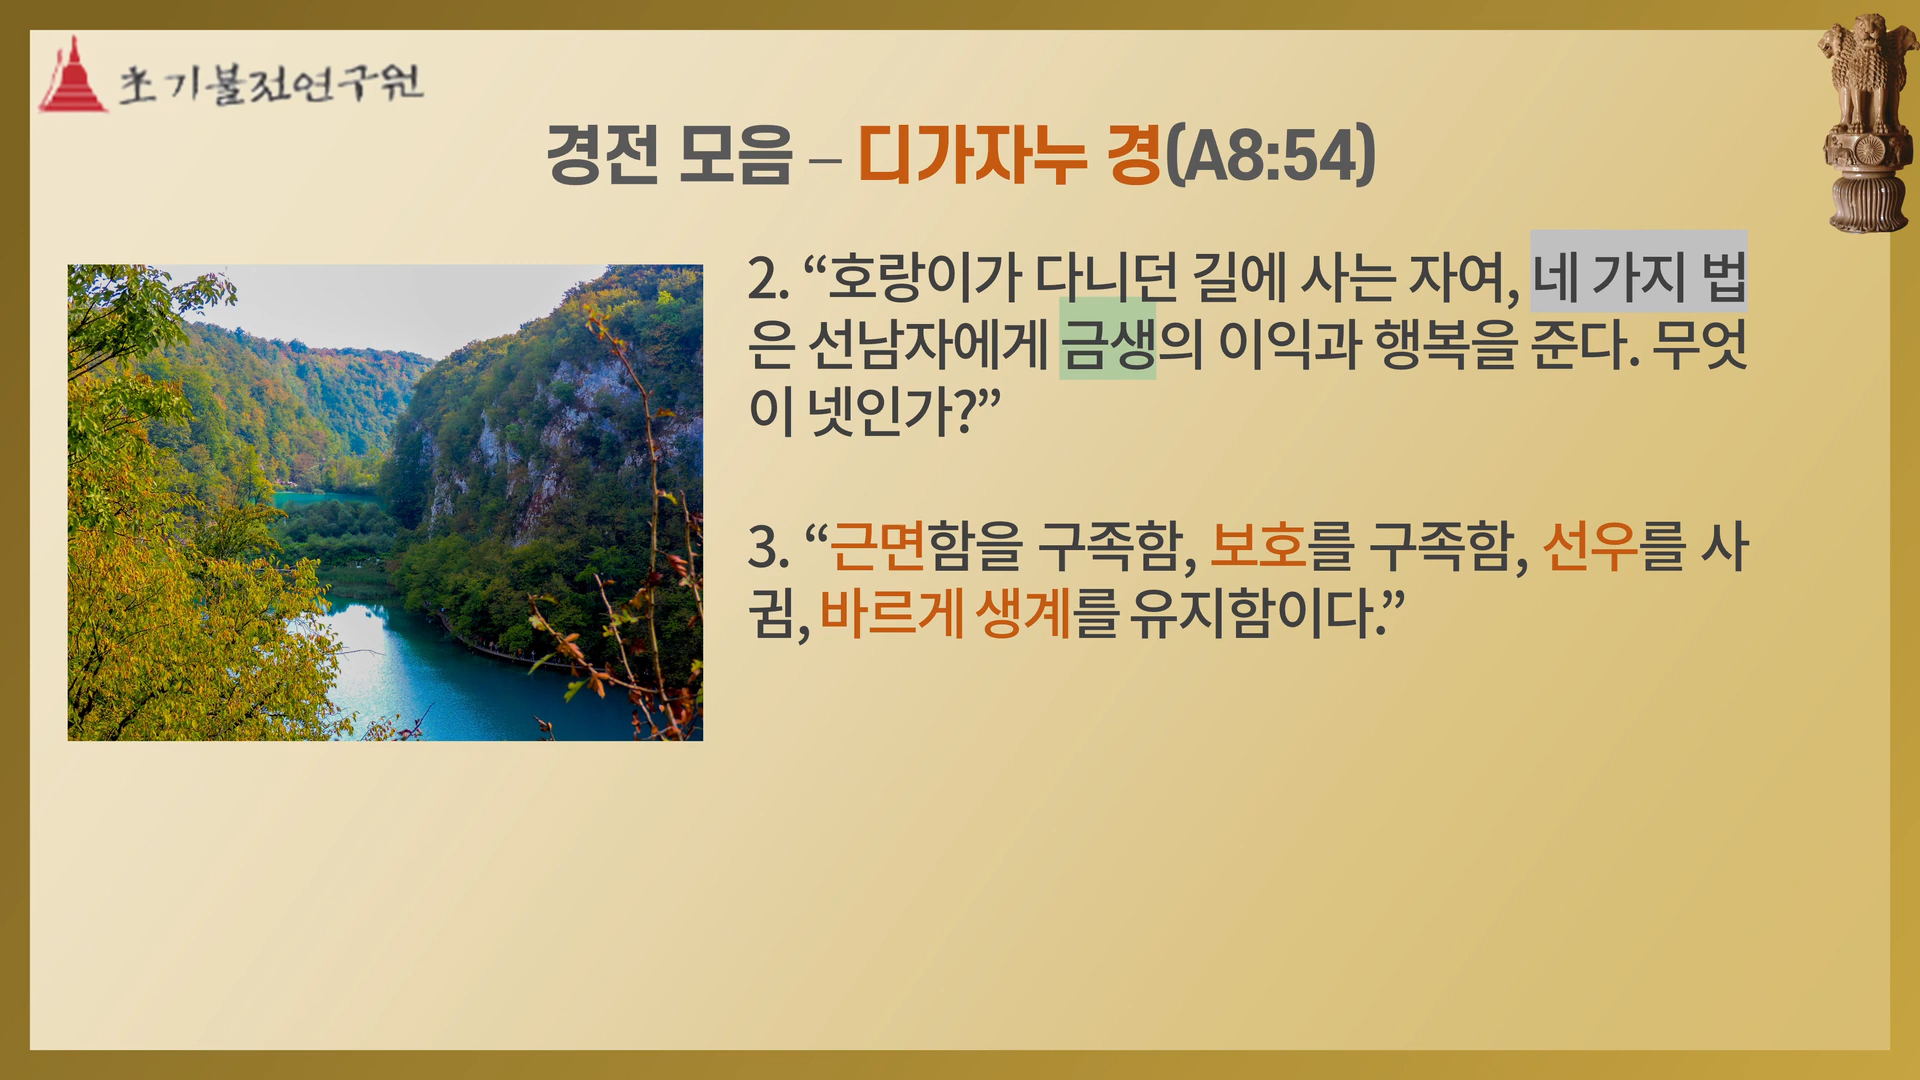 초기불전연구원
경전 모음 – 디가자누 경(A8:54)
2. “호랑이가 다니던 길에 사는 자여, 네 가지 법
은 선남자에게 금생의 이익과 행복을 준다. 무엇
이 넷인가?”
3. “근면함을 구족함, 보호를 구족함, 선우를 사
귐, 바르게 생계를 유지함이다.”